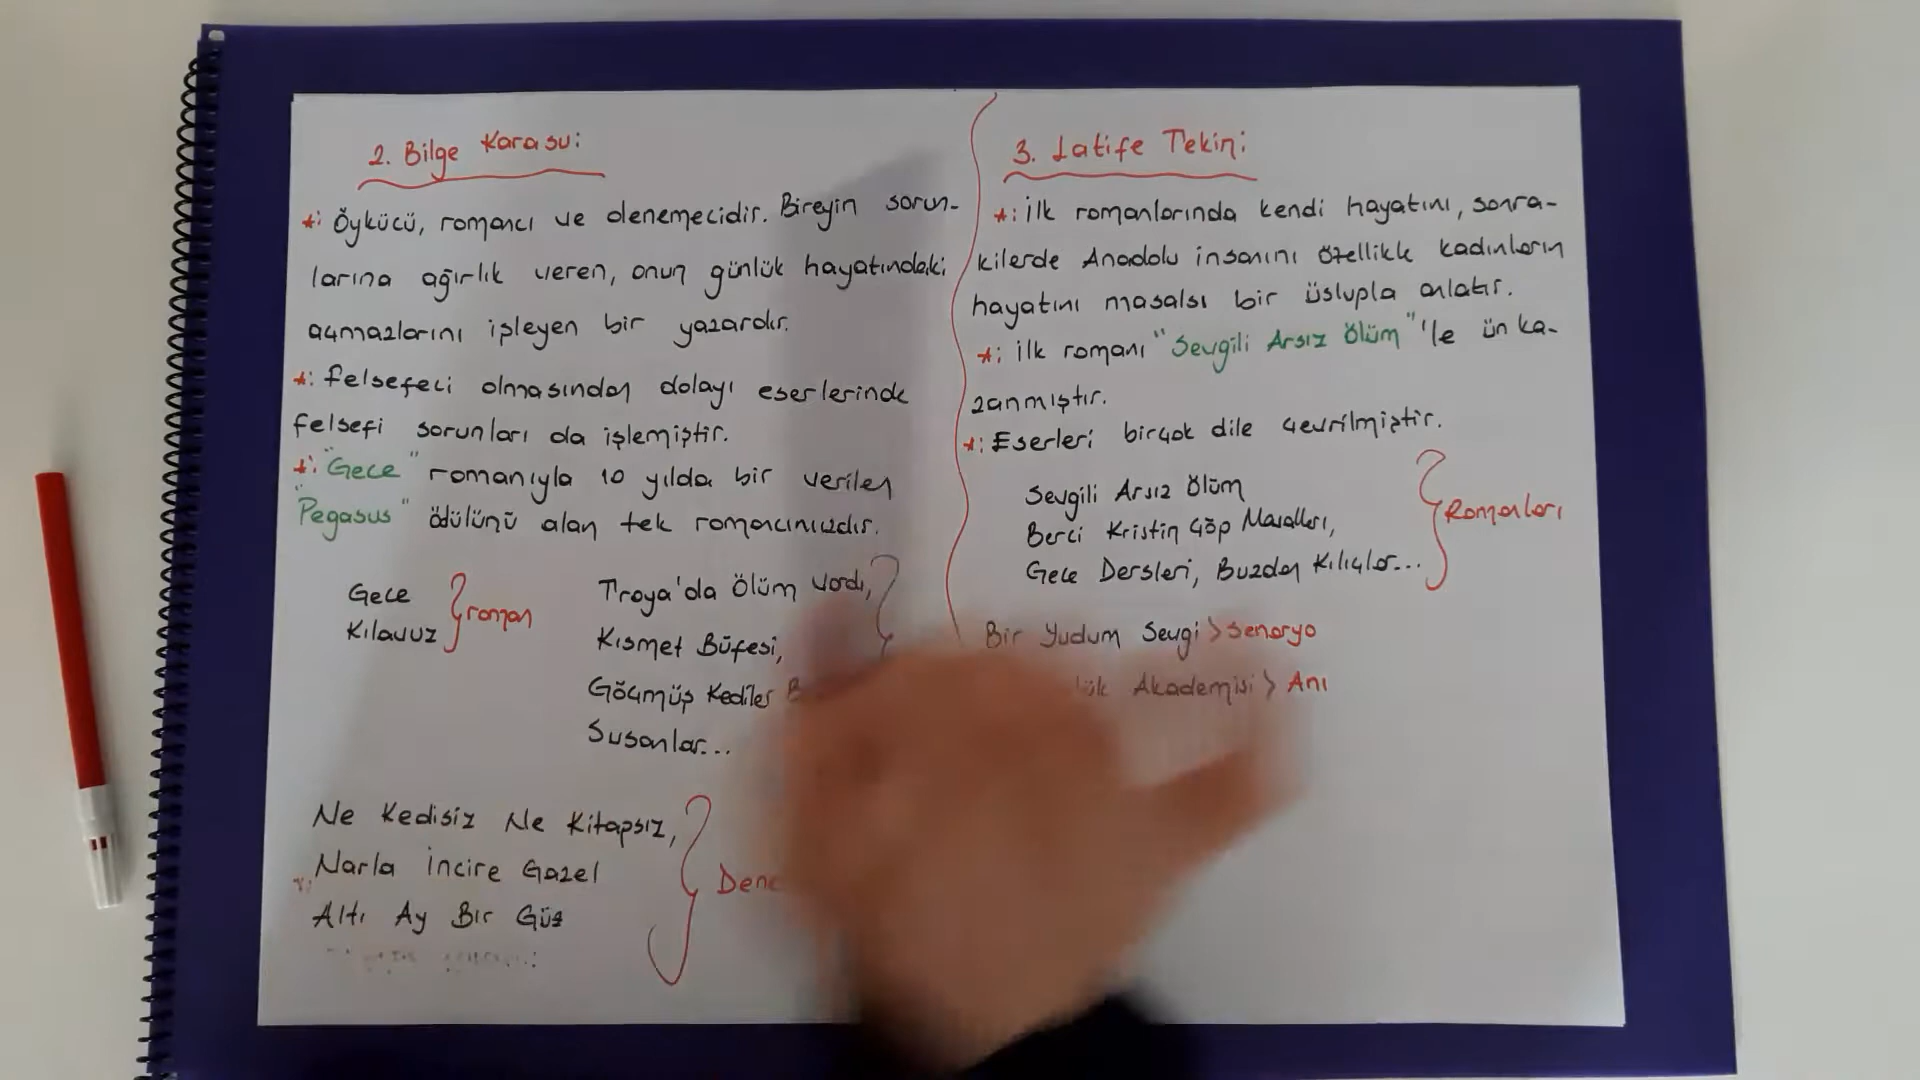 2. Bilge Karasu:
*: Öykücü, romancı ve denemecidir. Bireyin sorun-
larına ağırlık veren, onun günlük hayatındaki
açmazlarını işleyen bir yazardır.
*: Felsefeci olmasından dolayı eserlerinde
felsefi sorunları da işlemiştir.
*: "Gece" romanıyla 10 yılda bir verilen
"Pegasus" ödülünü alan tek romancımızdır.
Gece
Kılavuz
roman
Troya'da Ölüm Vardı,
Kısmet Büfesi,
Göçmüş Kediler
Susanlar...
Ne Kedisiz Ne Kitapsız,
Narla İncire Gazel
Altı Ay Bir Güz
3. Latife Tekin:
*: İlk romanlarında kendi hayatını, sonra-
kilerde Anadolu insanını özellikle kadınların
hayatını masalsı bir üslupla anlatır.
*: İlk romanı "Sevgili Arsız Ölüm"'le ün ka-
zanmıştır.
*: Eserleri birçok dile çevrilmiştir.
Sevgili Arsız Ölüm
Berci Kristin Çöp Masalları,
Gece Dersleri, Buzdan Kılıçlar...
Romanları
Bir Yudum Sevgi > Senaryo
Akademisi > Anı